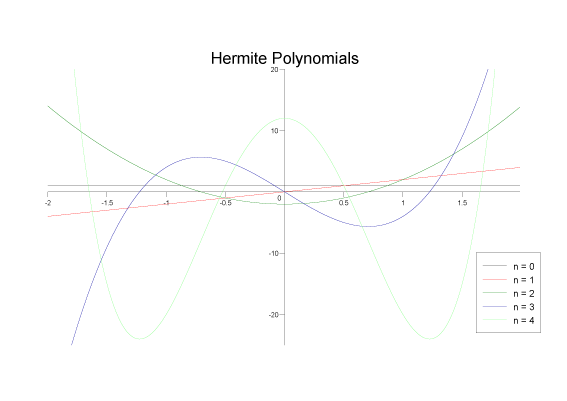 Hermite Polynomials
20
10
-2 -1.5 -1 -0.5 0 0.5 1 1.5
-10
-20
n = 0
n = 1
n = 2
n = 3
n = 4